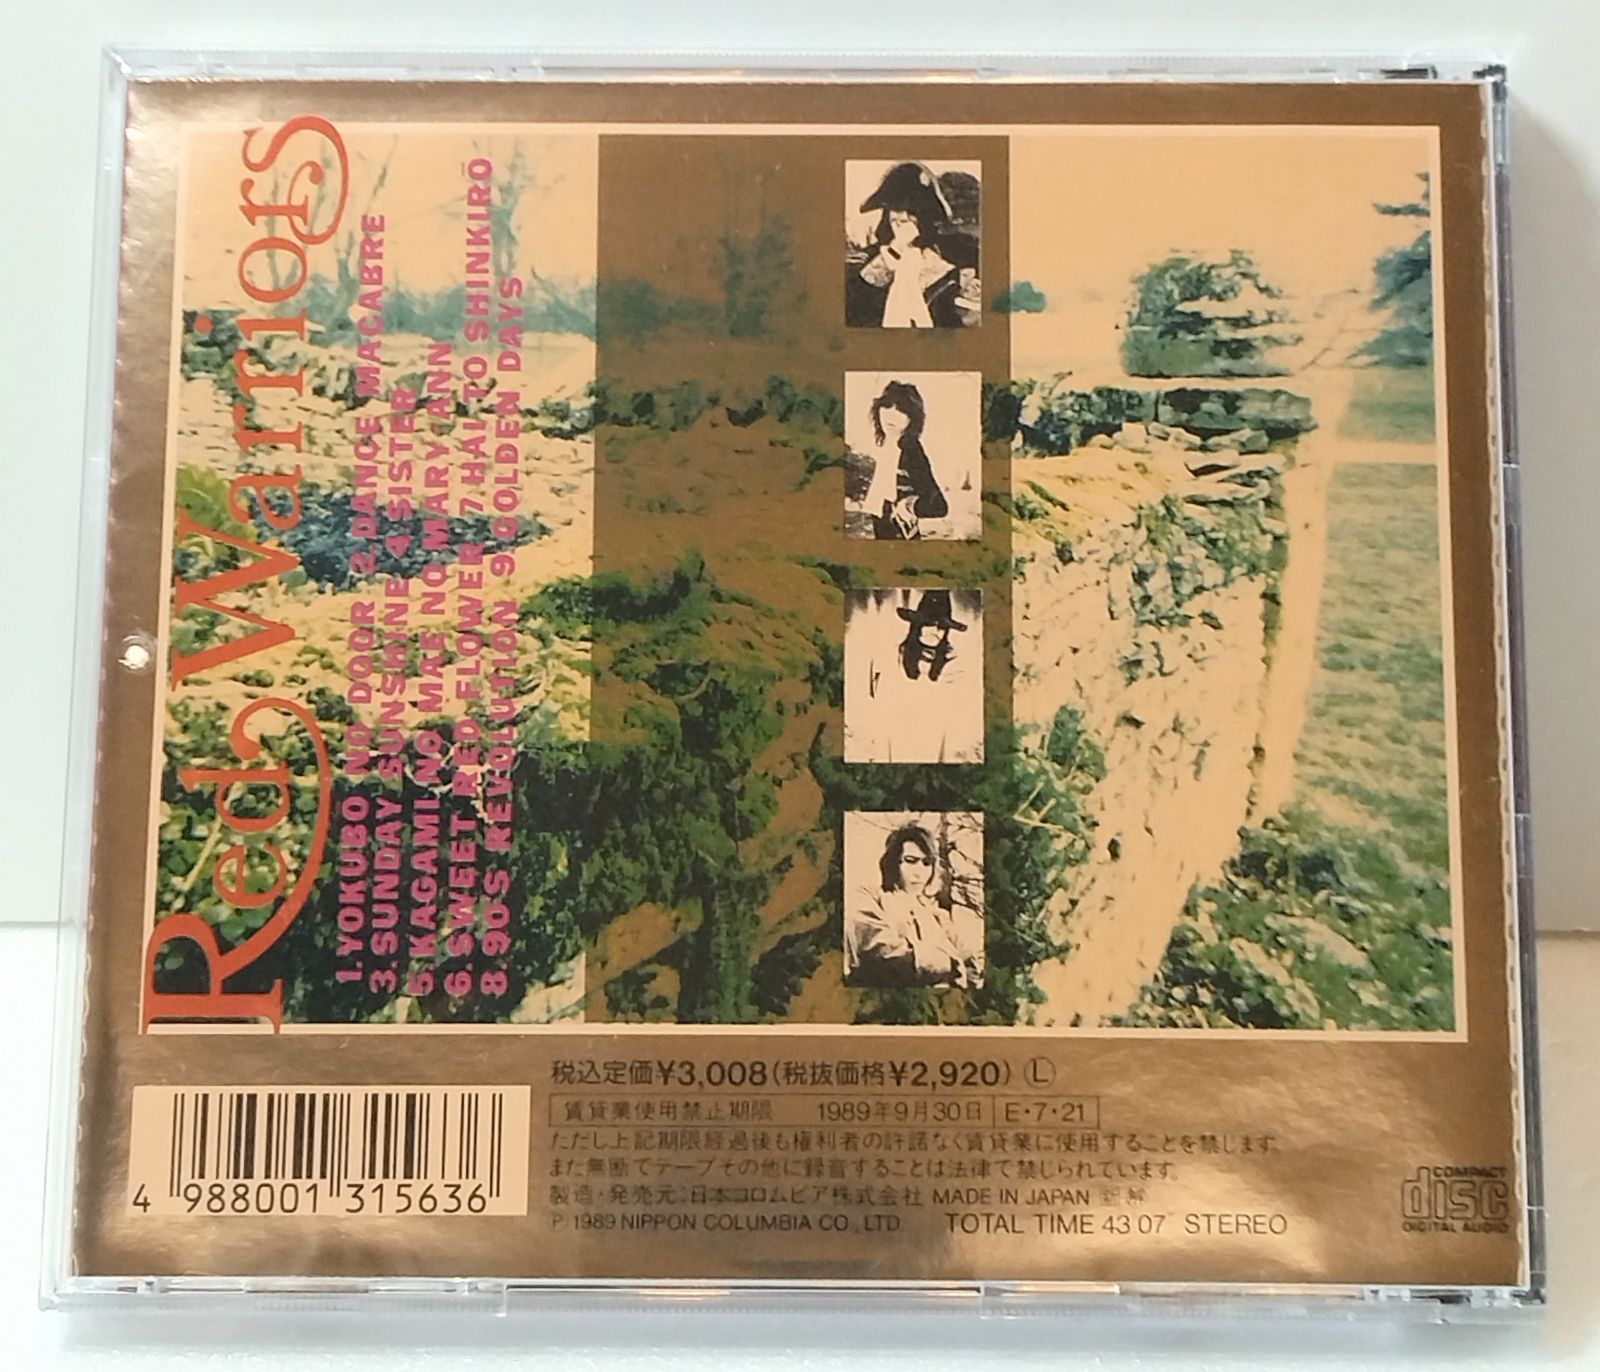 Red Warriors
1.YOKUBO NO DOOR 2.DANCE MACABRE
3.SUNDAY SUNSHINE 4.SISTER
5.KAGAMI NO MAE NO MARY ANN
6.SWEET RED FLOWER 7.HAI TO SHINKIRŌ
8.90S REVOLUTION 9.GOLDEN DAYS
税込定価¥3,008(税抜価格¥2,920) Ⓛ
賃貸業使用禁止期限 1989年9月30日 E・7・21
ただし上記期限経過後も権利者の許諾なく賃貸業に使用することを禁じます。
また無断でテープその他に録音することは法律で禁じられています。
製造・発売元:日本コロムビア株式会社 MADE IN JAPAN
Ⓟ 1989 NIPPON COLUMBIA CO., LTD. TOTAL TIME 43'07" STEREO
4 988001 315636
COMPACT
disc
DIGITAL AUDIO